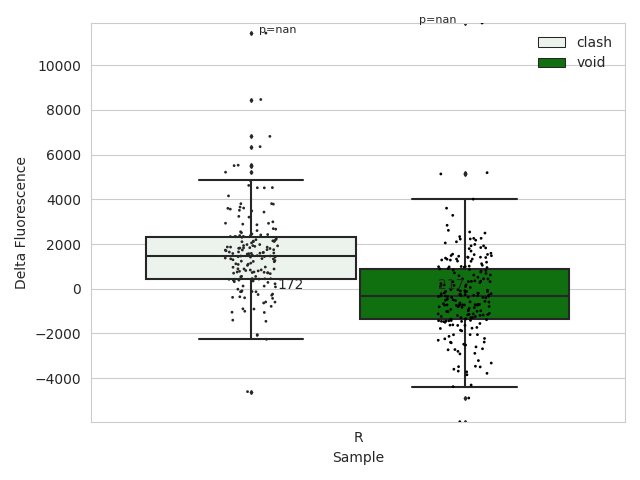 p=nan
p=nan
clash
void
10000
8000
6000
4000
2000
0
−2000
−4000
Delta Fluorescence
172
R
Sample